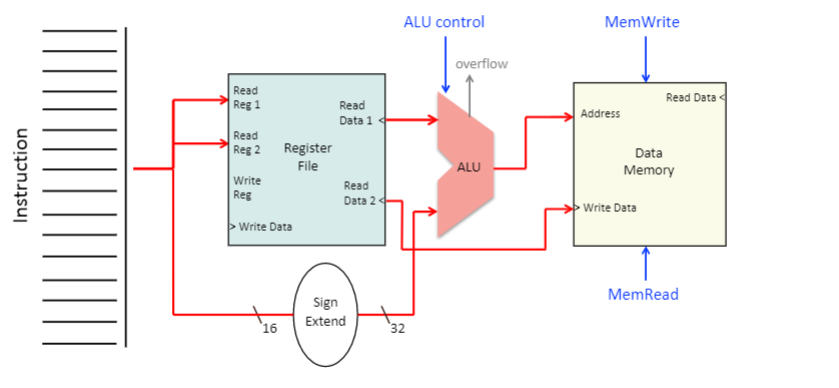 ALU control
MemWrite
overflow
Instruction
Read
Reg 1
Read
Reg 2
Write
Reg
> Write Data
Register
File
Read
Data 1 <
Read
Data 2 <
ALU
Read Data <
Address
Data
Memory
> Write Data
Sign
Extend
16
32
MemRead